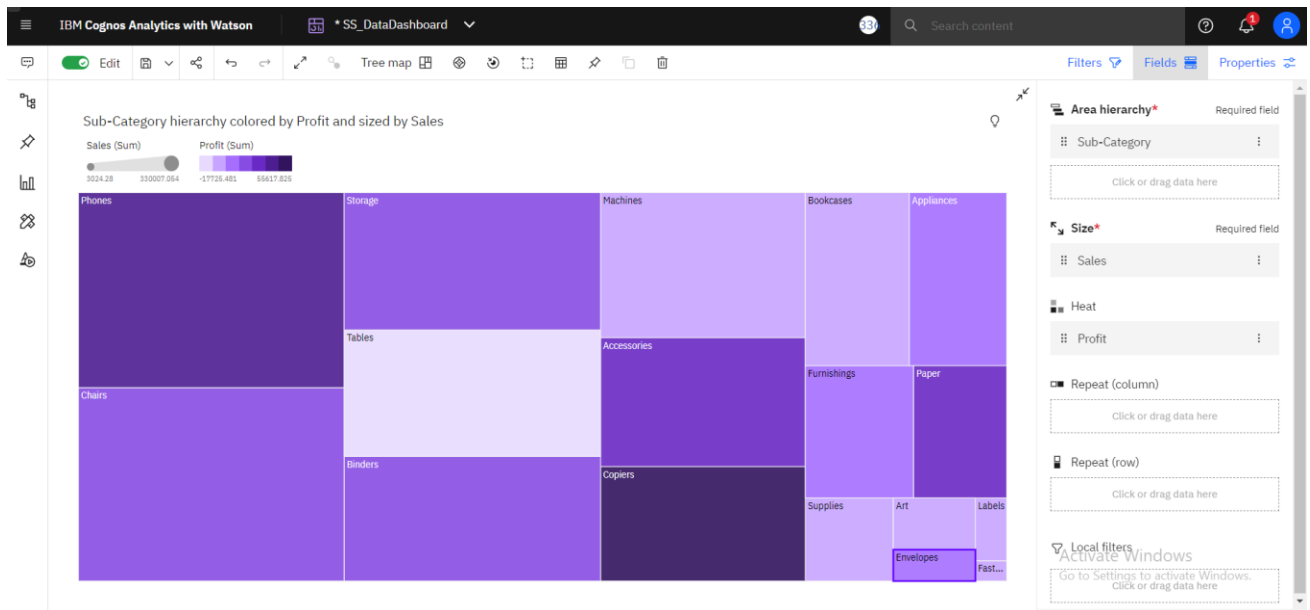 IBM Cognos Analytics with Watson
* SS_DataDashboard
Search content
1
Edit
Tree map
Filters
Fields
Properties
Sub-Category hierarchy colored by Profit and sized by Sales
Sales (Sum)
Profit (Sum)
3024.28
330007.054
-17725.481
55617.825
Phones
Storage
Machines
Bookcases
Appliances
Tables
Accessories
Furnishings
Paper
Chairs
Binders
Copiers
Supplies
Art
Labels
Envelopes
Fast...
Area hierarchy*
Required field
Sub-Category
Click or drag data here
Size*
Required field
Sales
Heat
Profit
Repeat (column)
Click or drag data here
Repeat (row)
Click or drag data here
Local filters
Activate Windows
Go to Settings to activate Windows.
Click or drag data here